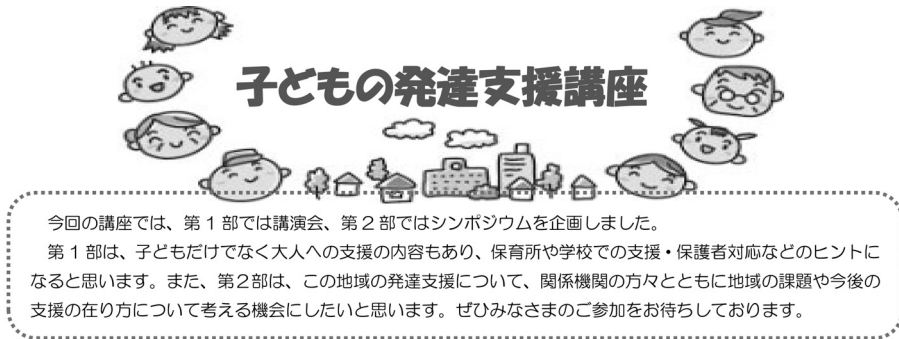 子どもの発達支援講座
今回の講座では、第1部では講演会、第2部ではシンポジウムを企画しました。
第1部は、子どもだけでなく大人への支援の内容もあり、保育所や学校での支援・保護者対応などのヒントに
なると思います。また、第2部は、この地域の発達支援について、関係機関の方々とともに地域の課題や今後の
支援の在り方について考える機会にしたいと思います。ぜひみなさまのご参加をお待ちしております。